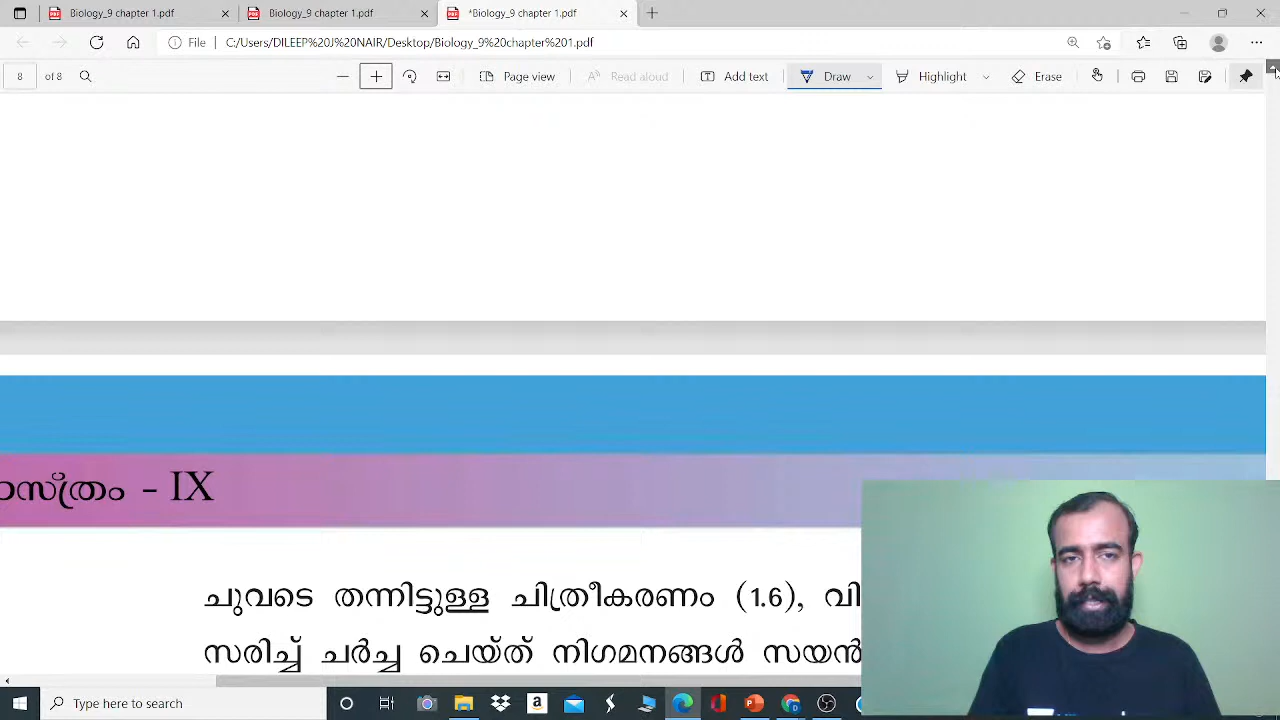 Biology_9 chapter 1.pdf
Biology_9 chapter 1.pdf
*Biology_9 chapter 1.pdf
File
C:/Users/DILEEP%20J%20NAIR/Desktop/Biology_9%20chapter%201.pdf
8 of 8
Page view
Read aloud
Add text
Draw
Highlight
Erase
ാസ്ത്രം - IX
ചുവടെ തന്നിട്ടുള്ള ചിത്രീകരണം (1.6), വി
സരിച്ച് ചർച്ച ചെയ്ത് നിഗമനങ്ങൾ സയൻ
Type here to search